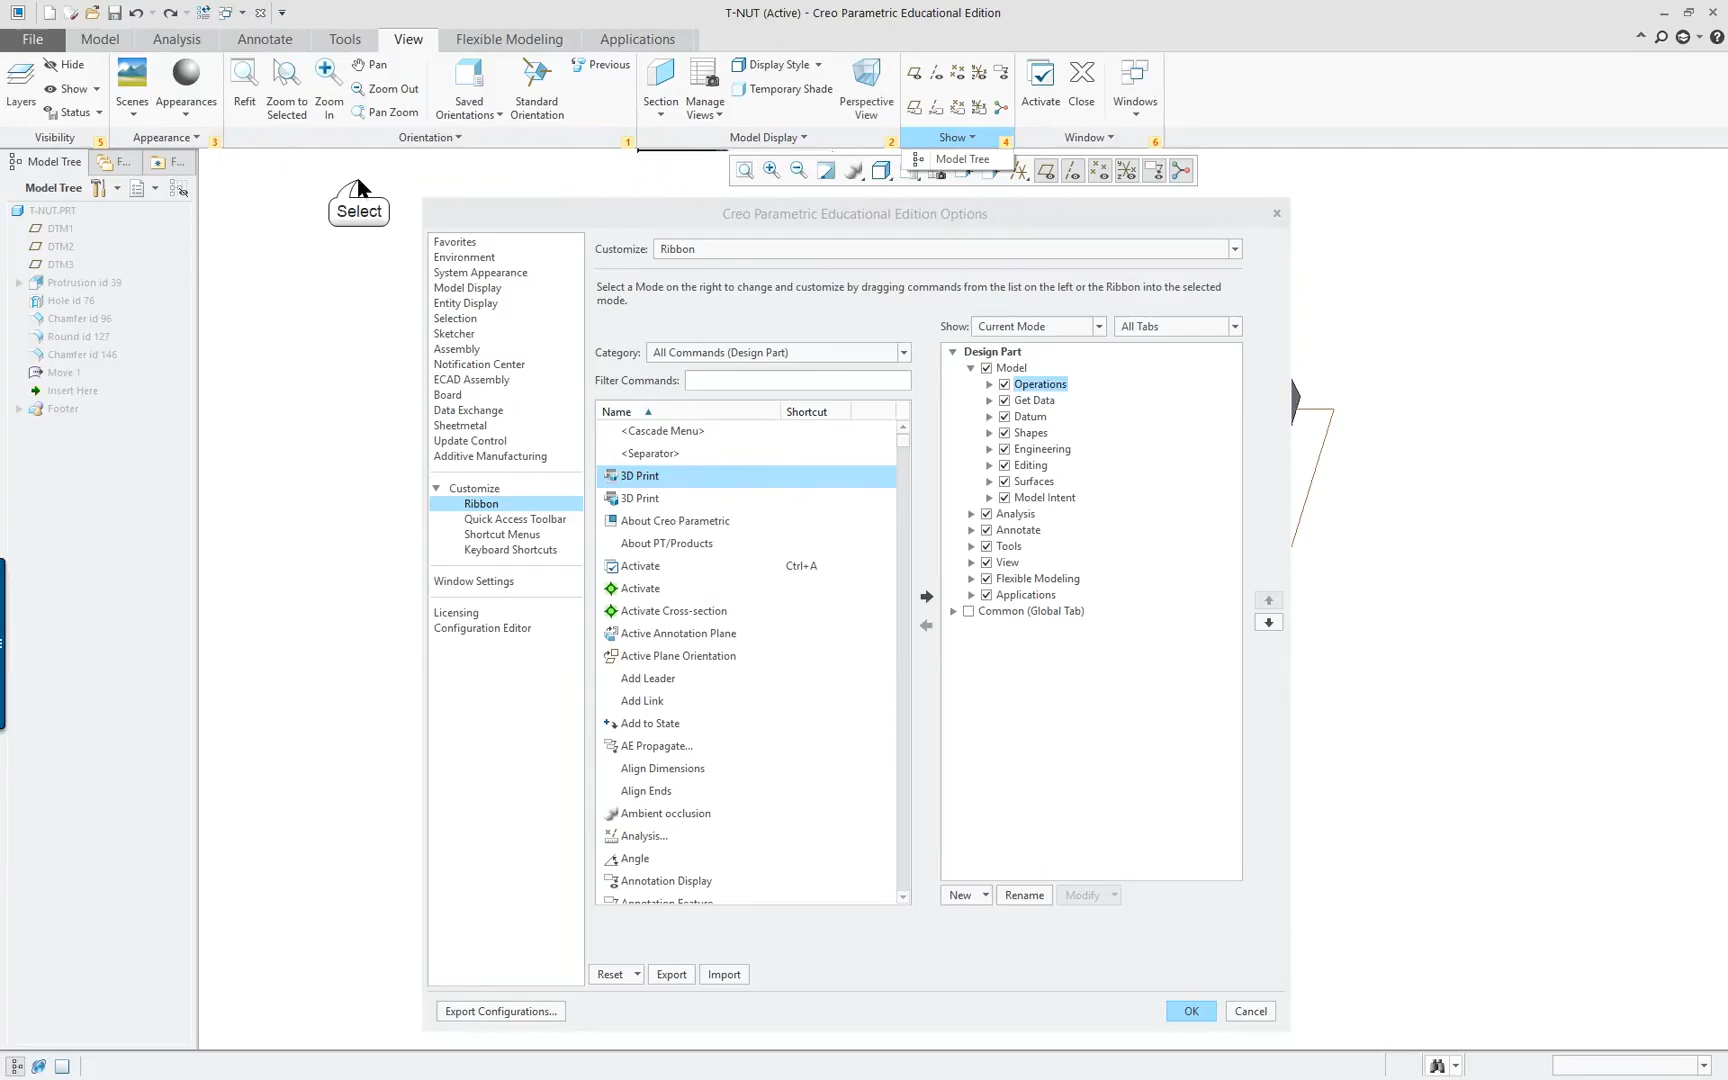 T-NUT (Active) - Creo Parametric Educational Edition
File Model Analysis Annotate Tools View Flexible Modeling Applications
Layers
Hide
Show
Status
Scenes
Appearances
Refit
Zoom to Selected
Zoom In
Pan
Zoom Out
Pan Zoom
Saved Orientations
Standard Orientation
Previous
Section
Manage Views
Display Style
Temporary Shade
Perspective View
Activate
Close
Windows
Visibility 5 Appearance 3 Orientation 1 Model Display 2 Show 4 Window 6
Model Tree
Model Tree F... F...
Model Tree
T-NUT.PRT
DTM1
DTM2
DTM3
Protrusion id 39
Hole id 76
Chamfer id 96
Round id 127
Chamfer id 146
Move 1
Insert Here
Footer
Select
Creo Parametric Educational Edition Options
Favorites
Environment
System Appearance
Model Display
Entity Display
Selection
Sketcher
Assembly
Notification Center
ECAD Assembly
Board
Data Exchange
Sheetmetal
Update Control
Additive Manufacturing
Customize
Ribbon
Quick Access Toolbar
Shortcut Menus
Keyboard Shortcuts
Window Settings
Licensing
Configuration Editor
Customize: Ribbon
Select a Mode on the right to change and customize by dragging commands from the list on the left or the Ribbon into the selected
mode.
Category: All Commands (Design Part)
Filter Commands:
Name Shortcut
<Cascade Menu>
<Separator>
3D Print
3D Print
About Creo Parametric
About PT/Products
Activate Ctrl+A
Activate
Activate Cross-section
Active Annotation Plane
Active Plane Orientation
Add Leader
Add Link
Add to State
AE Propagate...
Align Dimensions
Align Ends
Ambient occlusion
Analysis...
Angle
Annotation Display
Annotation Feature
Show: Current Mode All Tabs
Design Part
Model
Operations
Get Data
Datum
Shapes
Engineering
Editing
Surfaces
Model Intent
Analysis
Annotate
Tools
View
Flexible Modeling
Applications
Common (Global Tab)
New Rename Modify
Reset Export Import
Export Configurations... OK Cancel